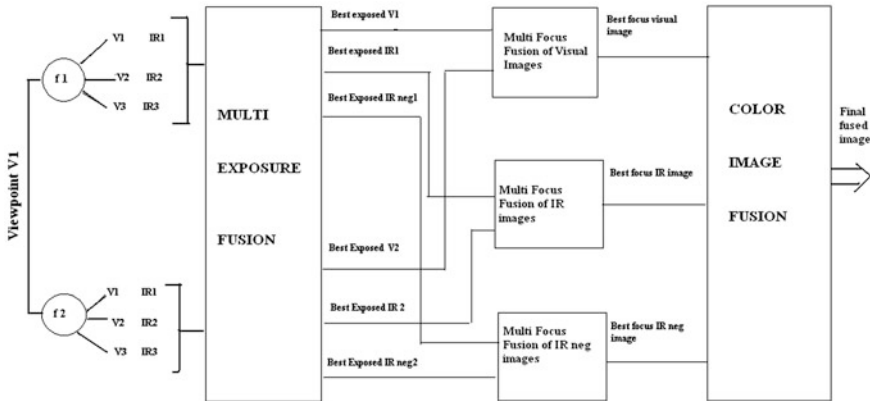 Viewpoint V1
f1
V1 IR1
V2 IR2
V3 IR3
f2
V1 IR1
V2 IR2
V3 IR3
MULTI
EXPOSURE
FUSION
Best exposed V1
Best exposed IR1
Best Exposed IR neg1
Best Exposed V2
Best Exposed IR 2
Best Exposed IR neg2
Multi Focus
Fusion of Visual
Images
Multi Focus
Fusion of IR
images
Multi Focus
Fusion of IR neg
images
Best focus visual
image
Best focus IR image
Best focus IR neg
image
COLOR
IMAGE
FUSION
Final
fused
image